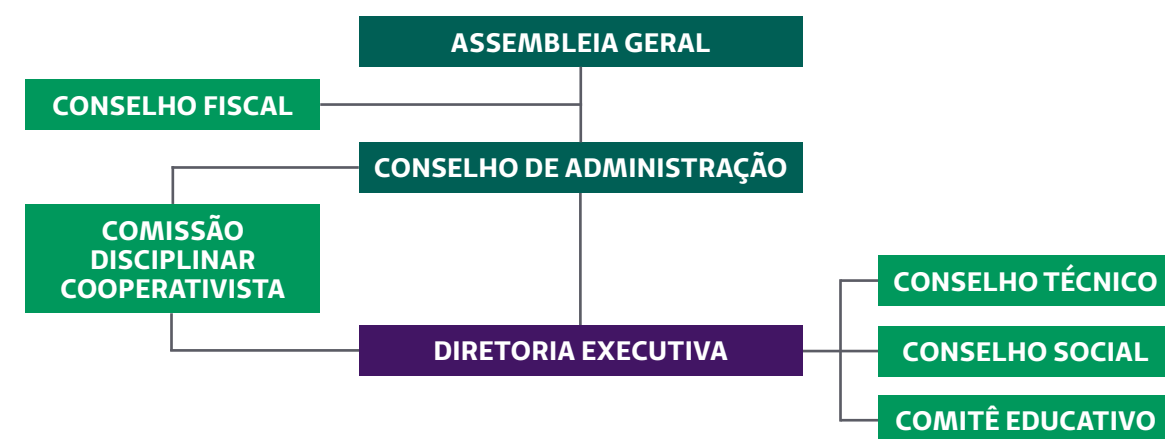 ASSEMBLEIA GERAL
CONSELHO FISCAL
CONSELHO DE ADMINISTRAÇÃO
COMISSÃO
DISCIPLINAR
COOPERATIVISTA
CONSELHO TÉCNICO
DIRETORIA EXECUTIVA
CONSELHO SOCIAL
COMITÊ EDUCATIVO